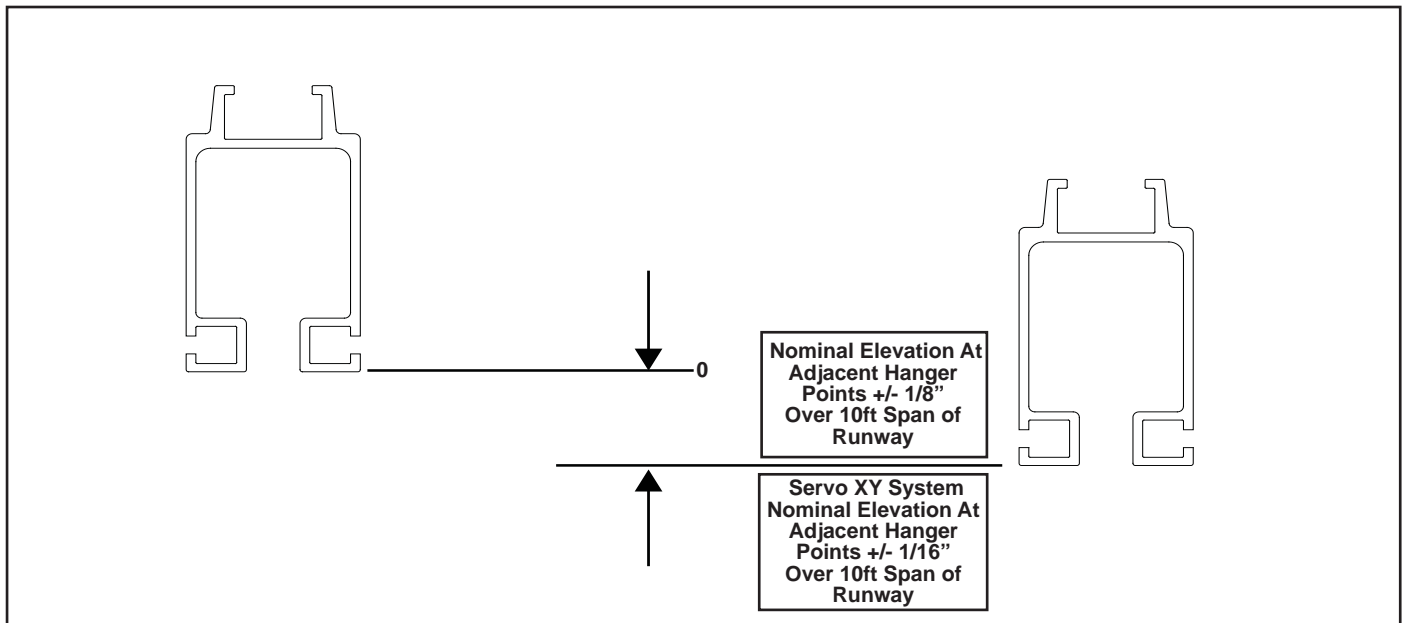 0
Nominal Elevation At
Adjacent Hanger
Points +/- 1/8”
Over 10ft Span of
Runway
Servo XY System
Nominal Elevation At
Adjacent Hanger
Points +/- 1/16”
Over 10ft Span of
Runway